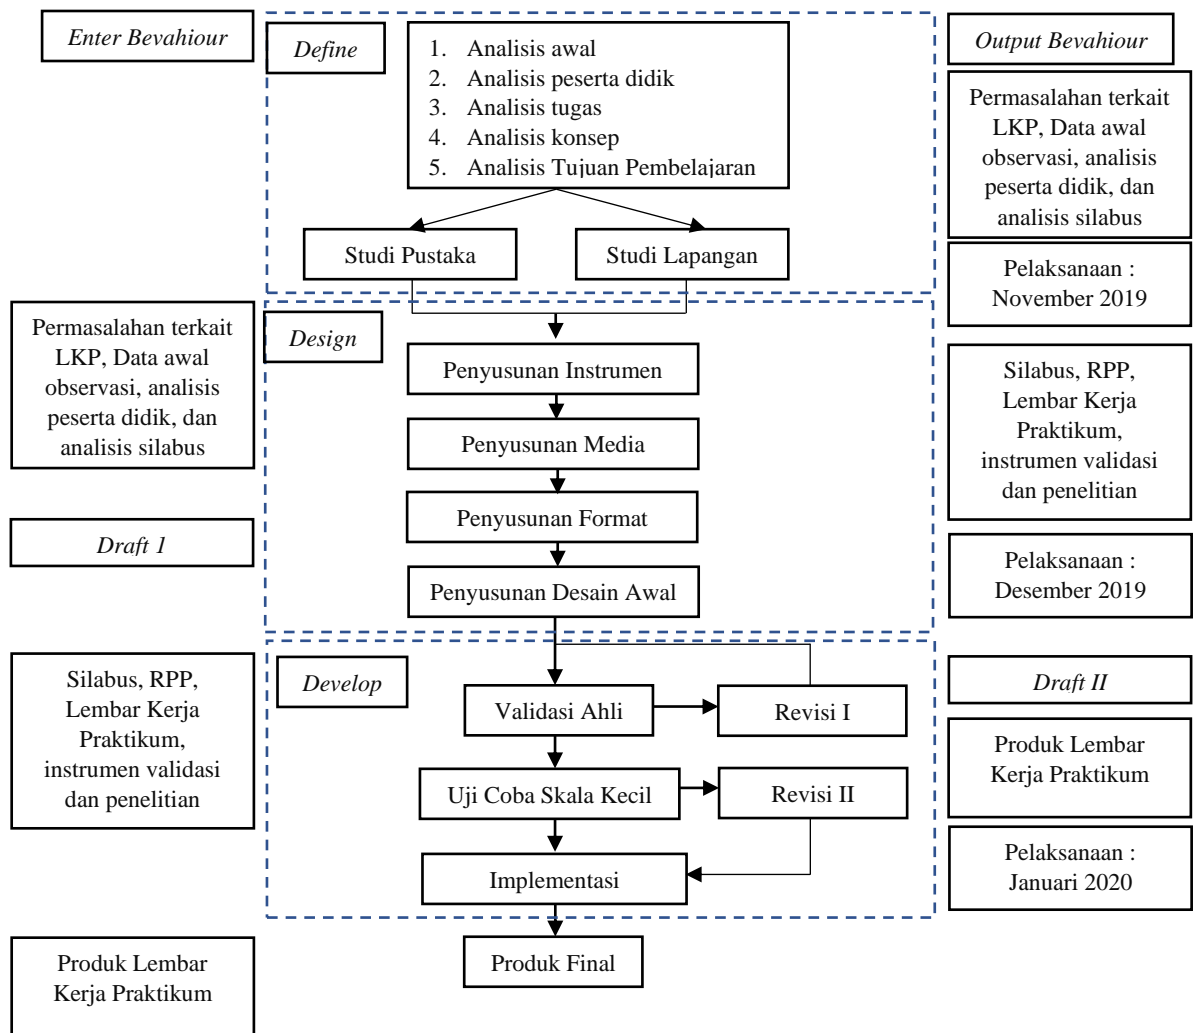 Enter Bevahiour
Define
1. Analisis awal
2. Analisis peserta didik
3. Analisis tugas
4. Analisis konsep
5. Analisis Tujuan Pembelajaran
Studi Pustaka
Studi Lapangan
Output Bevahiour
Permasalahan terkait
LKP, Data awal
observasi, analisis
peserta didik, dan
analisis silabus
Pelaksanaan :
November 2019
Permasalahan terkait
LKP, Data awal
observasi, analisis
peserta didik, dan
analisis silabus
Draft 1
Design
Penyusunan Instrumen
Penyusunan Media
Penyusunan Format
Penyusunan Desain Awal
Silabus, RPP,
Lembar Kerja
Praktikum,
instrumen validasi
dan penelitian
Pelaksanaan :
Desember 2019
Silabus, RPP,
Lembar Kerja
Praktikum,
instrumen validasi
dan penelitian
Develop
Validasi Ahli
Revisi I
Uji Coba Skala Kecil
Revisi II
Implementasi
Draft II
Produk Lembar
Kerja Praktikum
Pelaksanaan :
Januari 2020
Produk Lembar
Kerja Praktikum
Produk Final